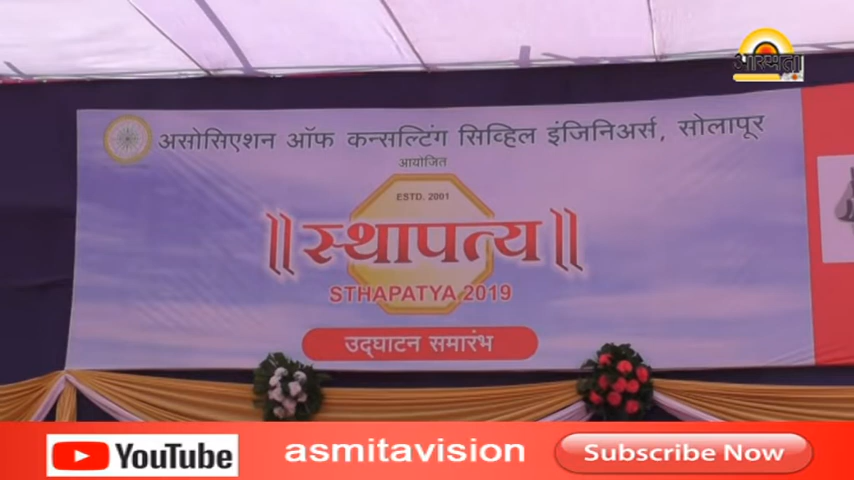 अस्मिता
असोसिएशन ऑफ कन्सल्टिंग सिव्हिल इंजिनिअर्स, सोलापूर
आयोजित
ESTD. 2001
॥स्थापत्य॥
STHAPATYA 2019
उद्‌घाटन समारंभ
YouTube asmitavision Subscribe Now